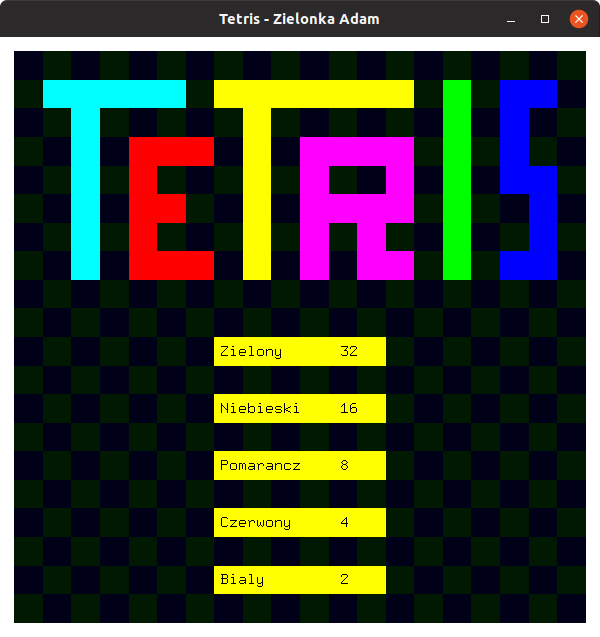 Tetris - Zielonka Adam
TETRIS
Zielony 32
Niebieski 16
Pomarancz 8
Czerwony 4
Bialy 2